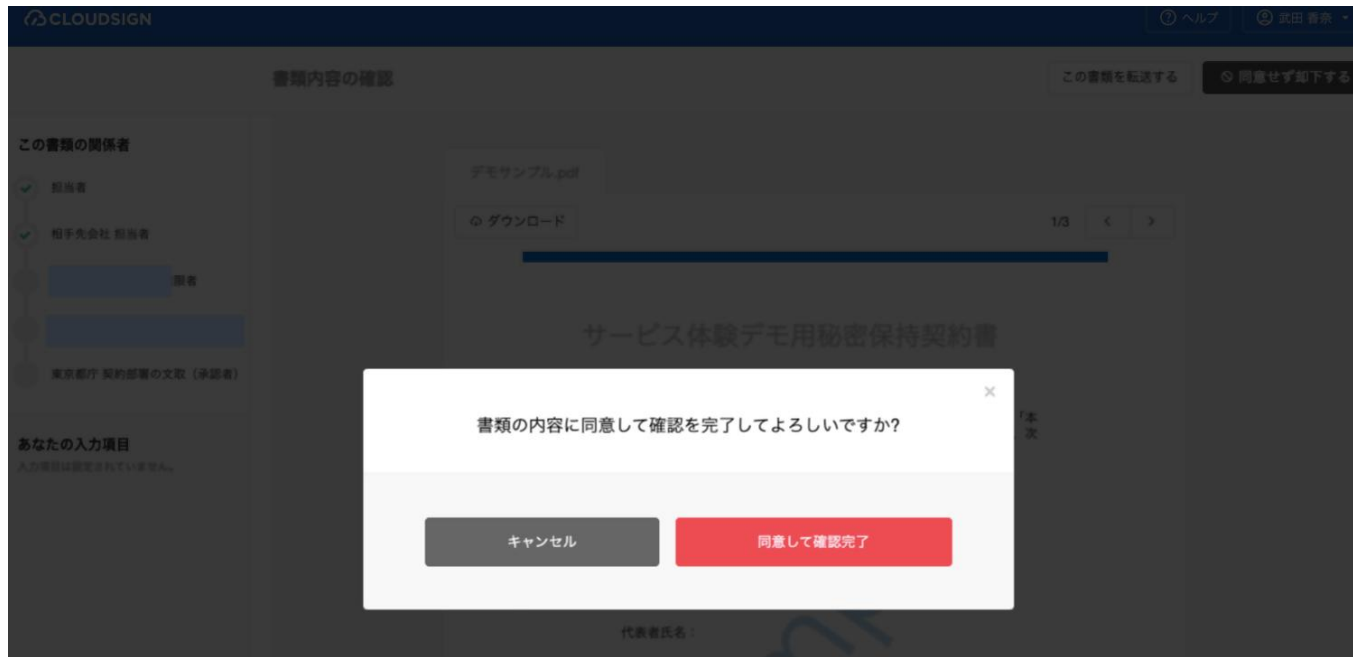 CLOUDSIGN
ヘルプ
武田 香奈
書類内容の確認
この書類を転送する
同意せず却下する
この書類の関係者
担当者
相手先会社 担当者
限者
東京都庁 契約部署の文取（承認者）
あなたの入力項目
入力項目は設定されていません。
デモサンプル.pdf
ダウンロード
1/3
サービス体験デモ用秘密保持契約書
「本
次
書類の内容に同意して確認を完了してよろしいですか?
キャンセル
同意して確認完了
代表者氏名：